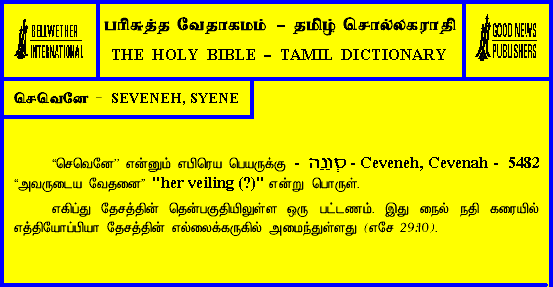 BELLWETHER
INTERNATIONAL
பரிசுத்த வேதாகமம் – தமிழ் சொல்லகராதி
THE HOLY BIBLE – TAMIL DICTIONARY
GOOD NEWS
PUBLISHERS
செவெனே – SEVENEH, SYENE
“செவெனே” என்னும் எபிரெய பெயருக்கு - סְוֵנֵה - Ceveneh, Cevenah - 5482
“அவருடைய வேதனை” "her veiling (?)" என்று பொருள்.
எகிப்து தேசத்தின் தென்பகுதியிலுள்ள ஒரு பட்டணம். இது நைல் நதி கரையில்
எத்தியோப்பியா தேசத்தின் எல்லைக்கருகில் அமைந்துள்ளது (எசே 29:10).